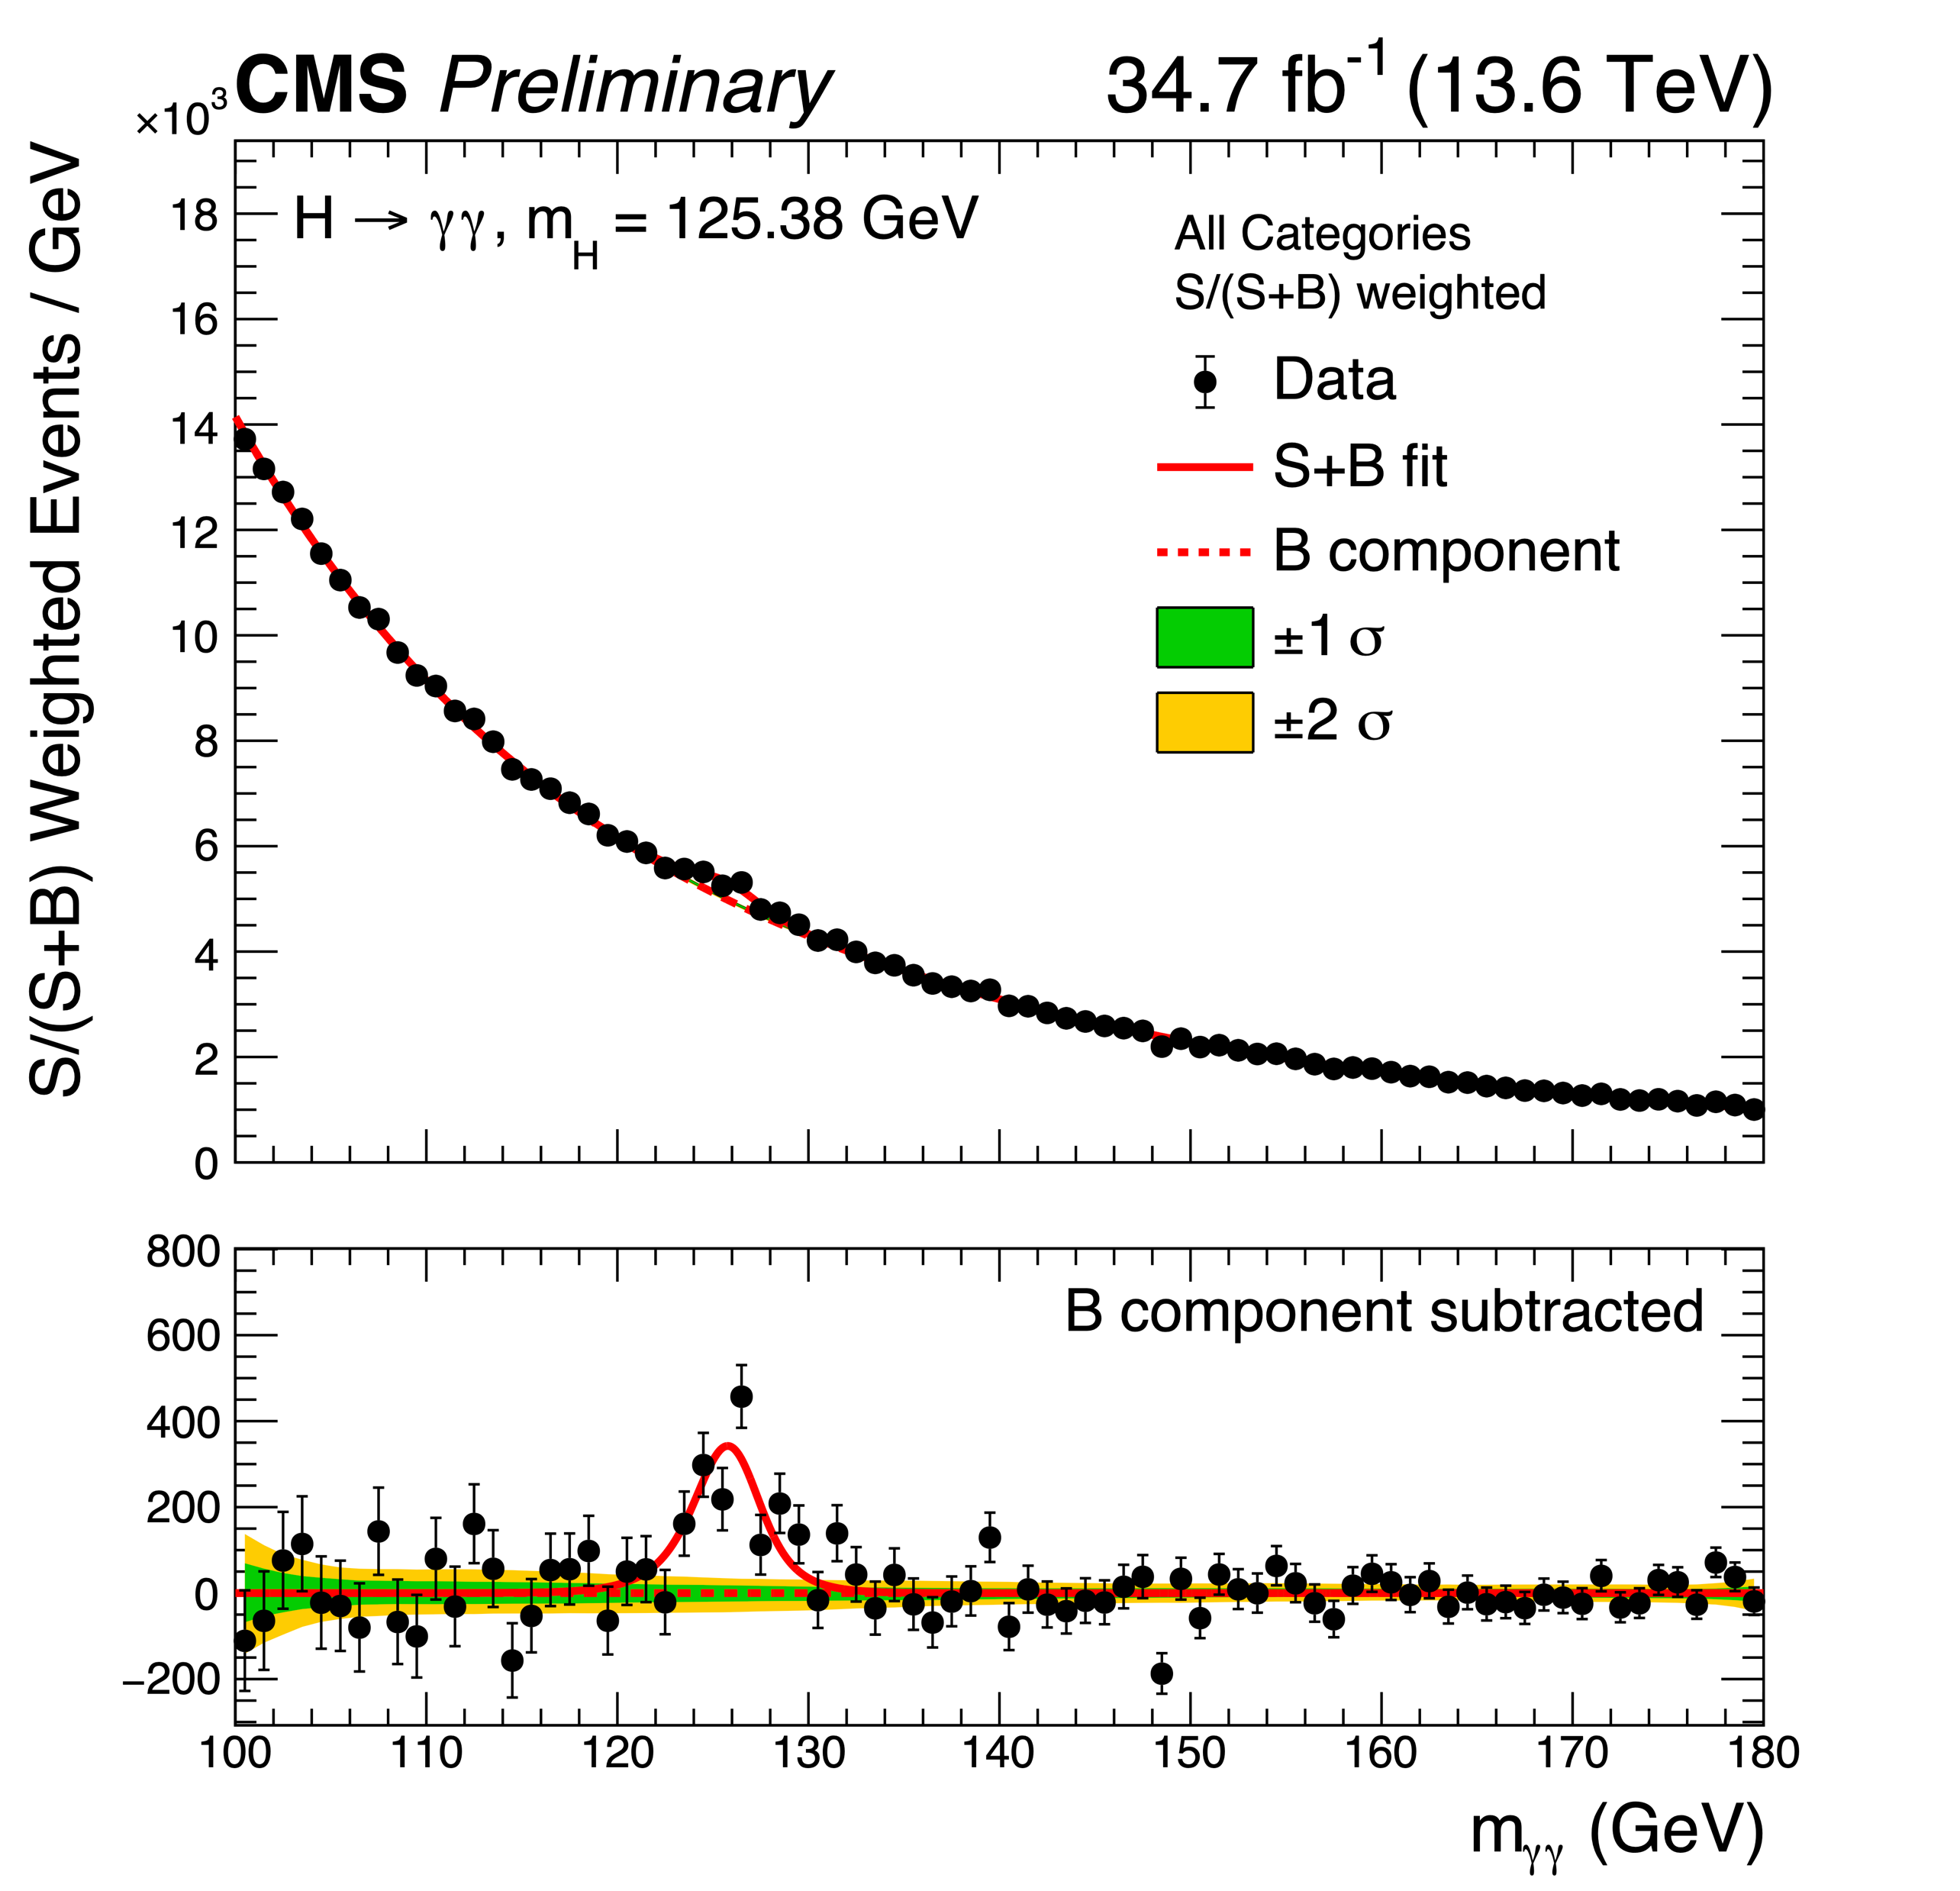 CMS Preliminary 34.7 fb⁻¹ (13.6 TeV)
×10³
S/(S+B) Weighted Events / GeV
H → γγ, m_H = 125.38 GeV
All Categories
S/(S+B) weighted
Data
S+B fit
B component
±1 σ
±2 σ
18
16
14
12
10
8
6
4
2
0
B component subtracted
800
600
400
200
0
−200
100 110 120 130 140 150 160 170 180
m_γγ (GeV)